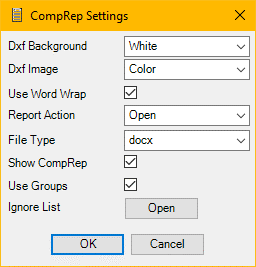 CompRep Settings
Dxf Background White
Dxf Image Color
Use Word Wrap
Report Action Open
File Type docx
Show CompRep
Use Groups
Ignore List Open
OK Cancel